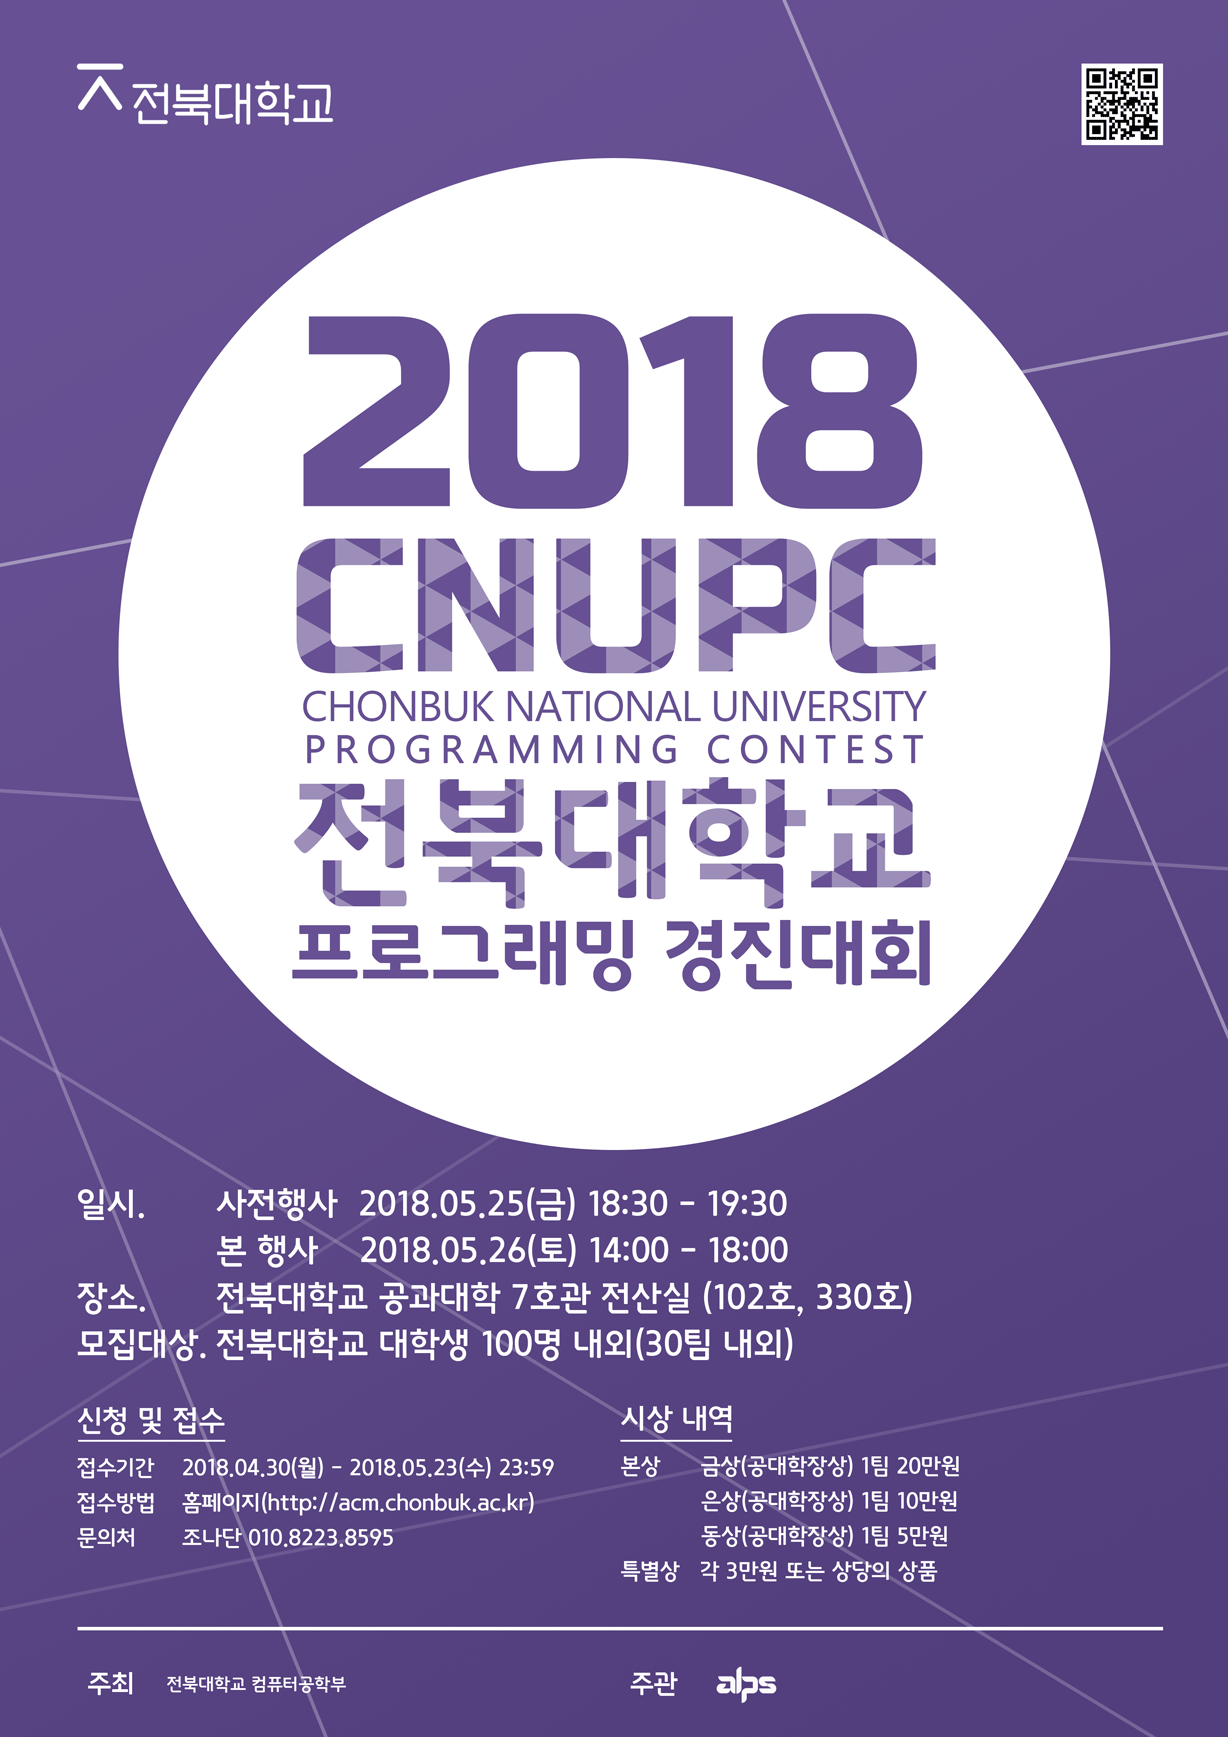 전북대학교
2018
CNUPC
CHONBUK NATIONAL UNIVERSITY
PROGRAMMING CONTEST
전북대학교
프로그래밍 경진대회
일시. 사전행사 2018.05.25(금) 18:30 - 19:30
본 행사 2018.05.26(토) 14:00 - 18:00
장소. 전북대학교 공과대학 7호관 전산실 (102호, 330호)
모집대상. 전북대학교 대학생 100명 내외(30팀 내외)
신청 및 접수
접수기간 2018.04.30(월) - 2018.05.23(수) 23:59
접수방법 홈페이지(http://acm.chonbuk.ac.kr)
문의처 조나단 010.8223.8595
시상 내역
본상 금상(공대학장상) 1팀 20만원
은상(공대학장상) 1팀 10만원
동상(공대학장상) 1팀 5만원
특별상 각 3만원 또는 상당의 상품
주최 전북대학교 컴퓨터공학부
주관 alps